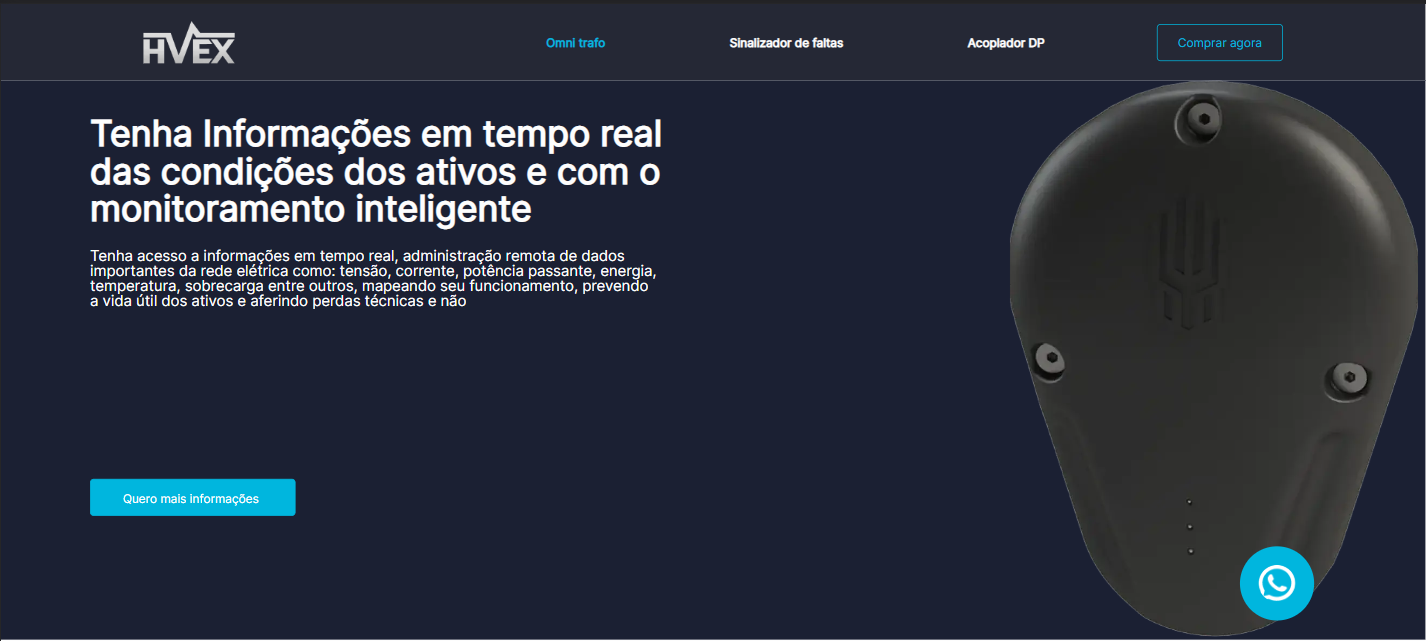 HVEX
Omni trafo
Sinalizador de faltas
Acoplador DP
Comprar agora
Tenha Informações em tempo real
das condições dos ativos e com o
monitoramento inteligente
Tenha acesso a informações em tempo real, administração remota de dados
importantes da rede elétrica como: tensão, corrente, potência passante, energia,
temperatura, sobrecarga entre outros, mapeando seu funcionamento, prevendo
a vida útil dos ativos e aferindo perdas técnicas e não
Quero mais informações